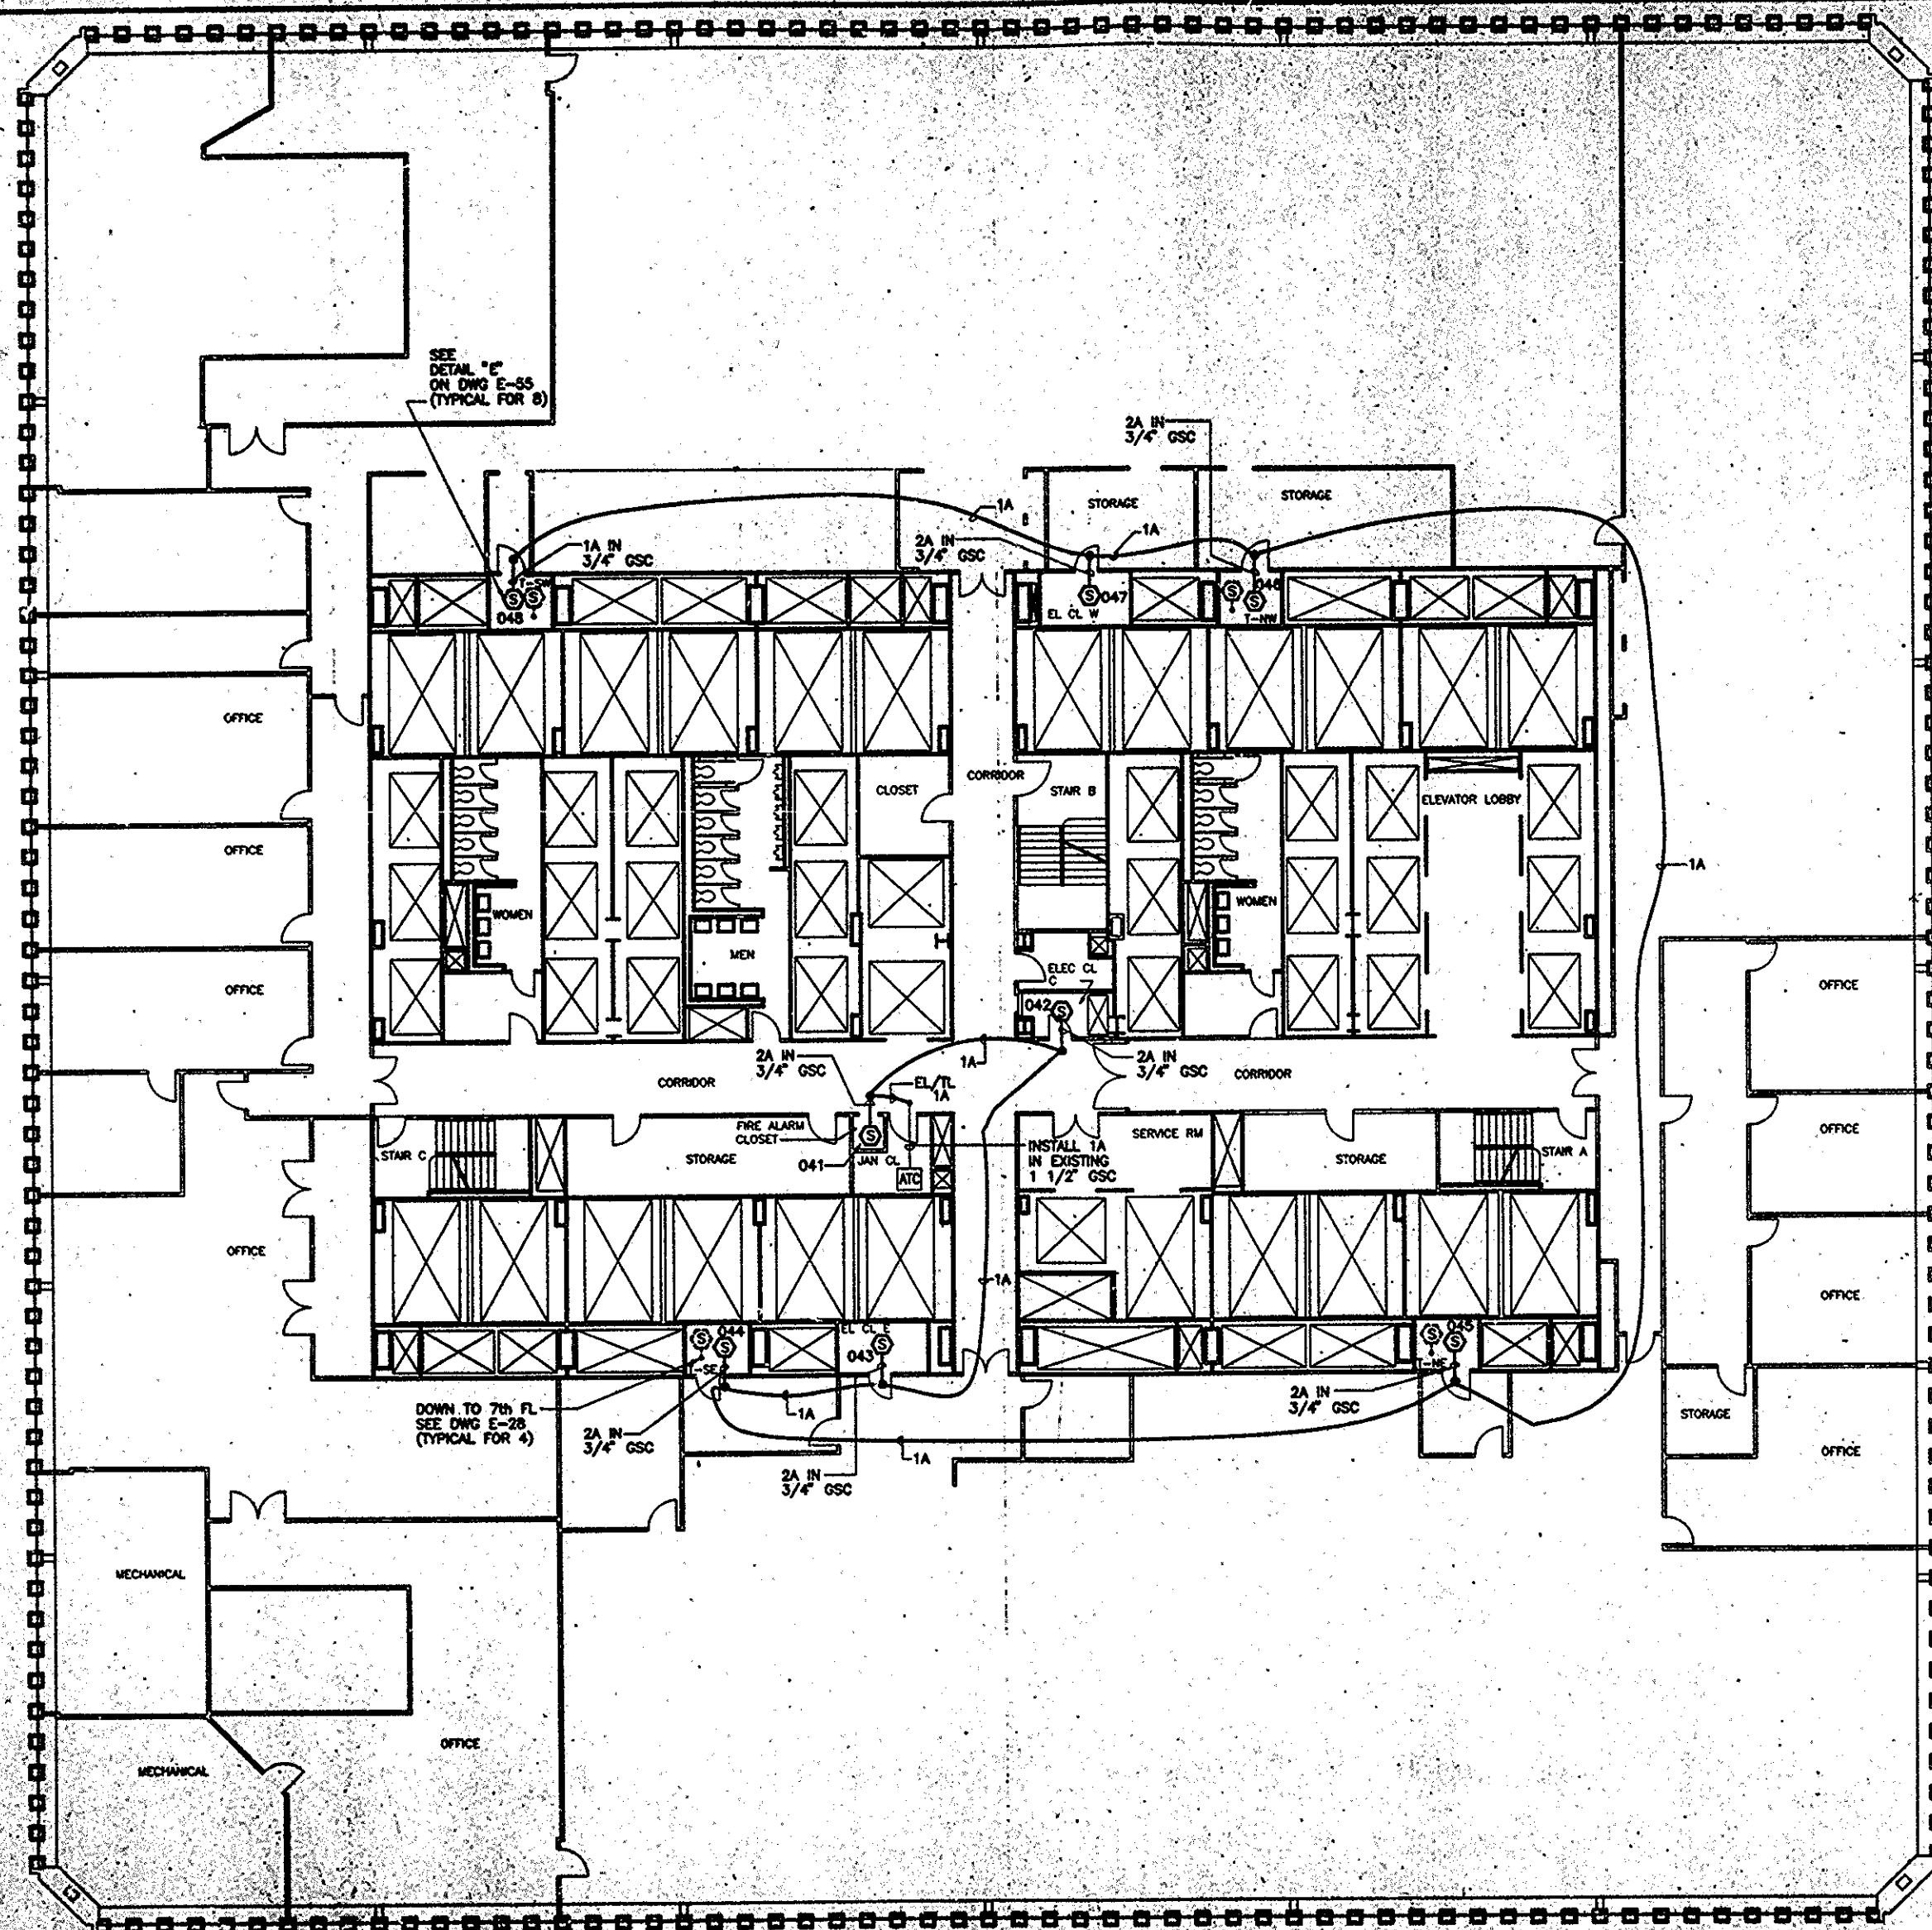 SEE
DETAIL "E"
ON DWG E-55
(TYPICAL FOR 8)
2A IN
3/4" GSC
STORAGE
STORAGE
1A
1A
2A IN
3/4" GSC
1A IN
3/4" GSC
T-SW
S
S
048
S
047
EL CL W
S
S
046
T-NW
OFFICE
CORRIDOR
CLOSET
STAIR B
ELEVATOR LOBBY
OFFICE
1A
WOMEN
WOMEN
MEN
ELEC CL
C
OFFICE
OFFICE
042
S
2A IN
3/4" GSC
1A
2A IN
3/4" GSC
CORRIDOR
CORRIDOR
EL/TL
1A
FIRE ALARM
CLOSET
S
041
JAN CL
ATC
STAIR C
STORAGE
INSTALL 1A
IN EXISTING
1 1/2" GSC
SERVICE RM
STORAGE
STAIR A
OFFICE
OFFICE
1A
OFFICE
S
044
S
T-SE
EL CL E
043
S
S
045
S
T-NE
DOWN TO 7th FL
SEE DWG E-28
(TYPICAL FOR 4)
2A IN
3/4" GSC
1A
1A
2A IN
3/4" GSC
2A IN
3/4" GSC
STORAGE
OFFICE
MECHANICAL
OFFICE
MECHANICAL